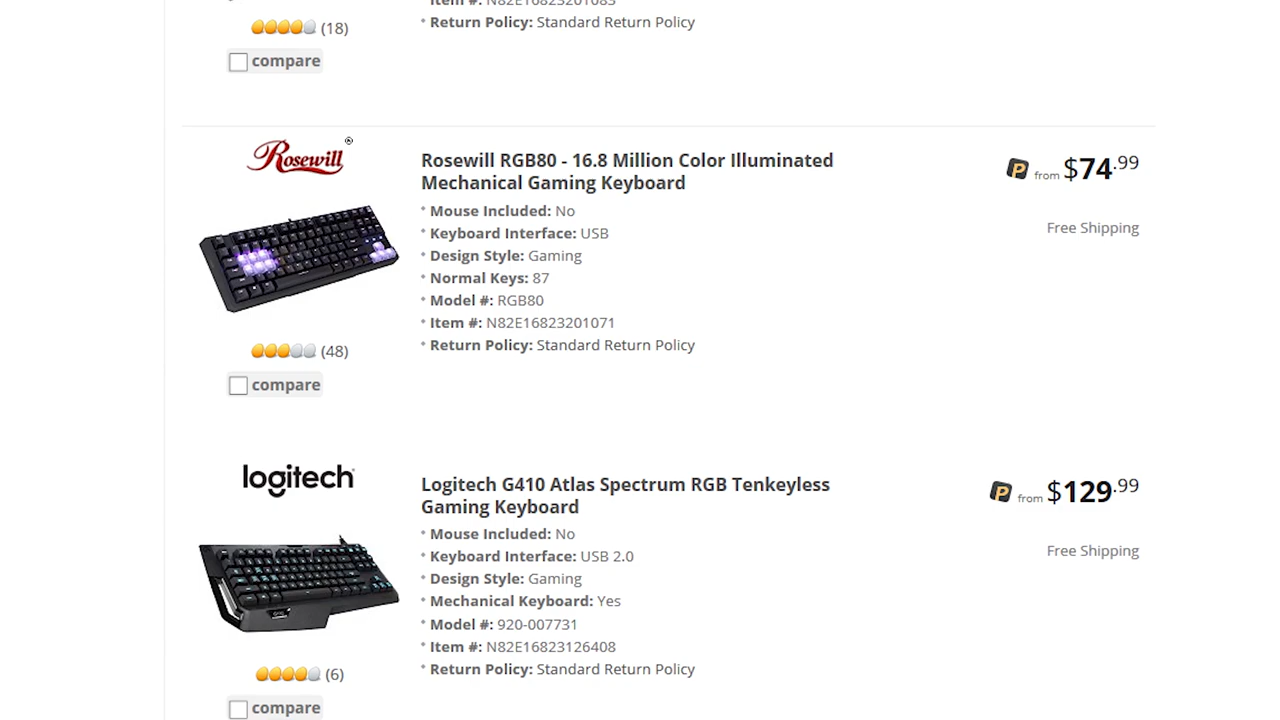 Item #: N82E16823201083
(18)
* Return Policy: Standard Return Policy
compare
Rosewill
Rosewill RGB80 - 16.8 Million Color Illuminated
Mechanical Gaming Keyboard
P from $74.99
* Mouse Included: No
Free Shipping
* Keyboard Interface: USB
* Design Style: Gaming
* Normal Keys: 87
* Model #: RGB80
* Item #: N82E16823201071
* Return Policy: Standard Return Policy
(48)
compare
logitech
Logitech G410 Atlas Spectrum RGB Tenkeyless
Gaming Keyboard
P from $129.99
* Mouse Included: No
Free Shipping
* Keyboard Interface: USB 2.0
* Design Style: Gaming
* Mechanical Keyboard: Yes
* Model #: 920-007731
* Item #: N82E16823126408
* Return Policy: Standard Return Policy
(6)
compare